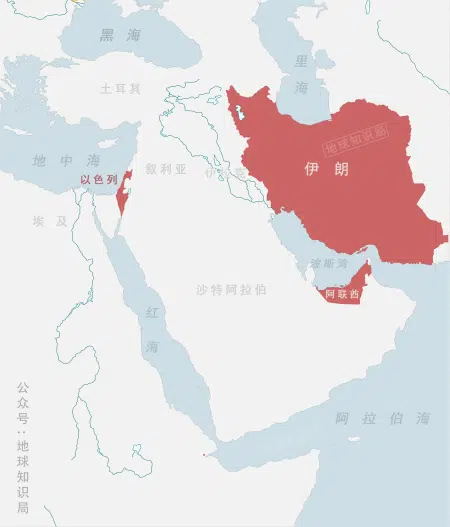 黑 海
里
海
土耳其
地球知识局
地 中 海
以色列
叙利亚
伊拉克
伊 朗
埃 及
波斯湾
沙特阿拉伯
阿联酋
红
海
阿 拉 伯 海
公众号:地球知识局